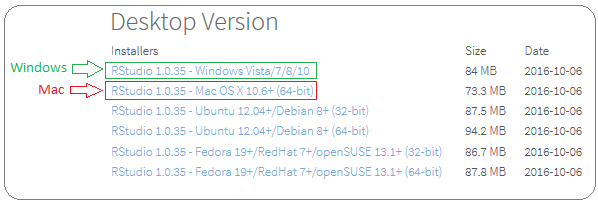 Desktop Version
Installers Size Date
Windows RStudio 1.0.35 - Windows Vista/7/8/10 84 MB 2016-10-06
Mac RStudio 1.0.35 - Mac OS X 10.6+ (64-bit) 73.3 MB 2016-10-06
RStudio 1.0.35 - Ubuntu 12.04+/Debian 8+ (32-bit) 87.5 MB 2016-10-06
RStudio 1.0.35 - Ubuntu 12.04+/Debian 8+ (64-bit) 94.2 MB 2016-10-06
RStudio 1.0.35 - Fedora 19+/RedHat 7+/openSUSE 13.1+ (32-bit) 86.7 MB 2016-10-06
RStudio 1.0.35 - Fedora 19+/RedHat 7+/openSUSE 13.1+ (64-bit) 87.8 MB 2016-10-06